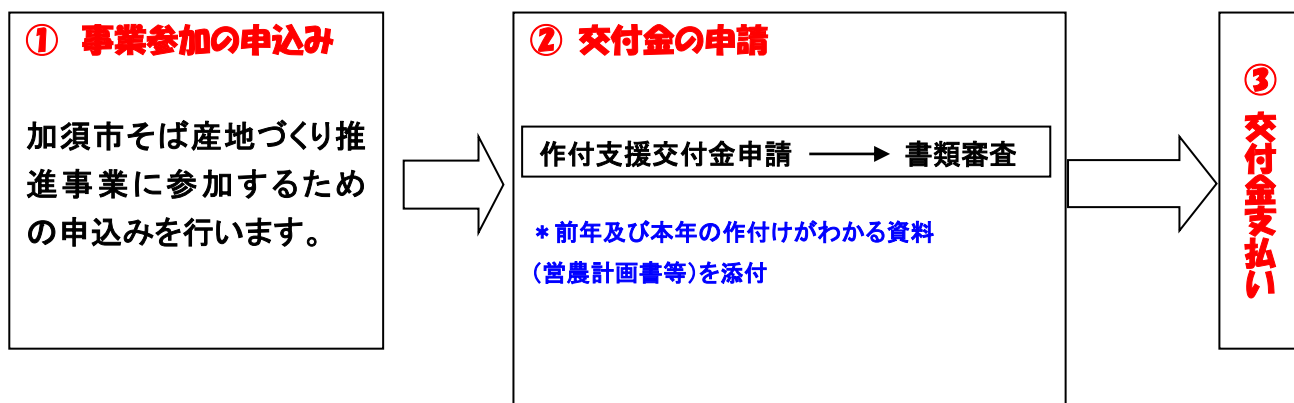 ① 事業参加の申込み
加須市そば産地づくり推
進事業に参加するため
の申込みを行います。
② 交付金の申請
作付支援交付金申請 → 書類審査
＊前年及び本年の作付けがわかる資料
(営農計画書等)を添付
③ 交付金支払い